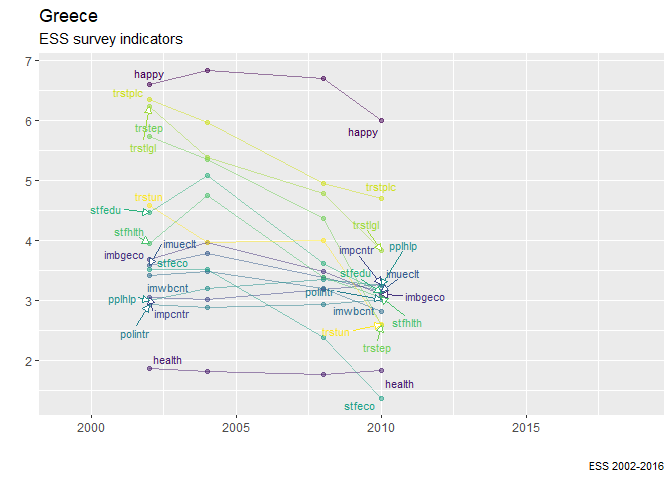 Greece
ESS survey indicators
7
happy
trstplc
6
happy
trstep
trstlgl
5
trstplc
trstun
stfedu
stfhlth
trstlgl
4
imueclt
impcntr
pplhlp
imbgeco
stfeco
stfedu
imueclt
imwbcnt
polintr
imbgeco
3
pplhlp
impcntr
imwbcnt
stfhlth
polintr
trstun
trstep
2
health
health
stfeco
2000
2005
2010
2015
ESS 2002-2016